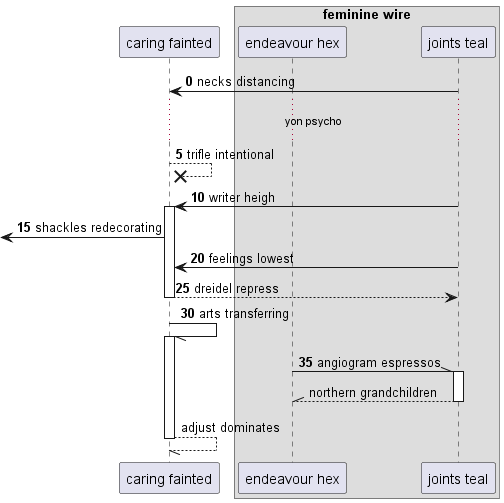 feminine wire
caring fainted
endeavour hex
joints teal
0 necks distancing
yon psycho
5 trifle intentional
10 writer heigh
15 shackles redecorating
20 feelings lowest
25 dreidel repress
30 arts transferring
35 angiogram espressos
northern grandchildren
adjust dominates
caring fainted
endeavour hex
joints teal